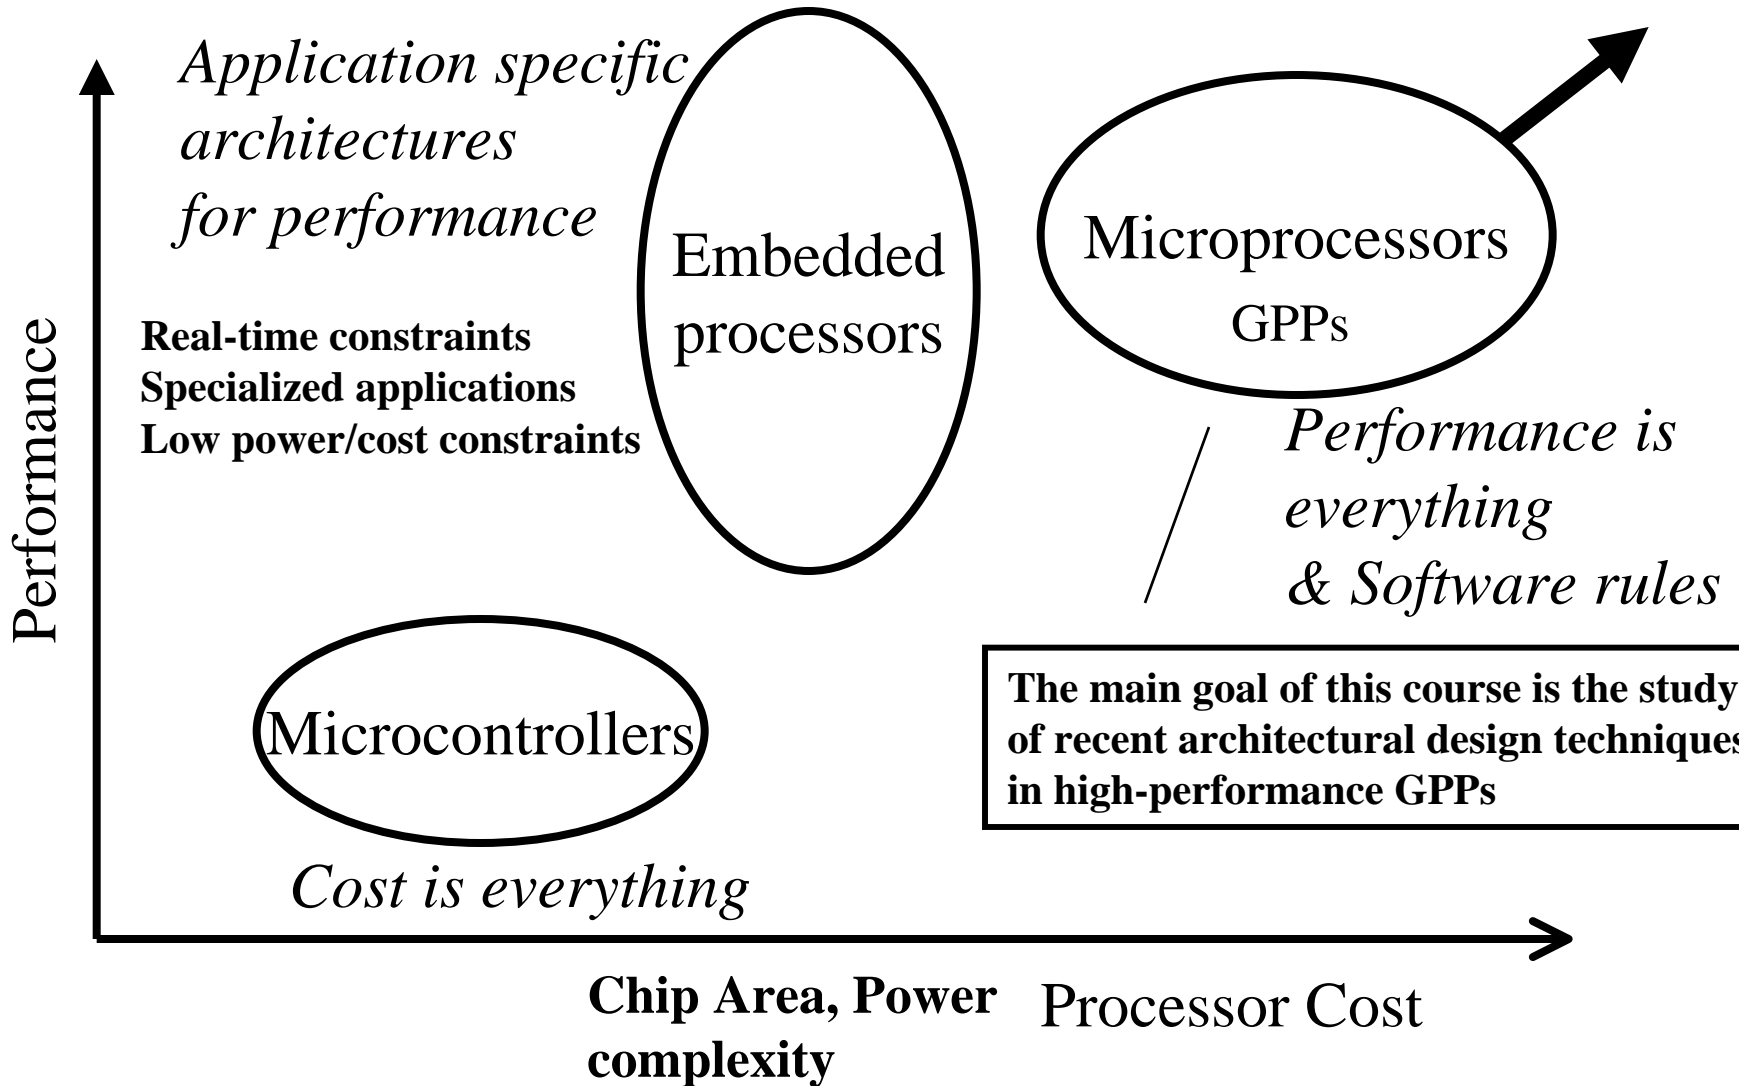 Application specific
architectures
for performance
Real-time constraints
Specialized applications
Low power/cost constraints
Embedded
processors
Microprocessors
GPPs
Performance is
everything
& Software rules
Performance
Microcontrollers
Cost is everything
The main goal of this course is the study
of recent architectural design techniques
in high-performance GPPs
Chip Area, Power
complexity
Processor Cost